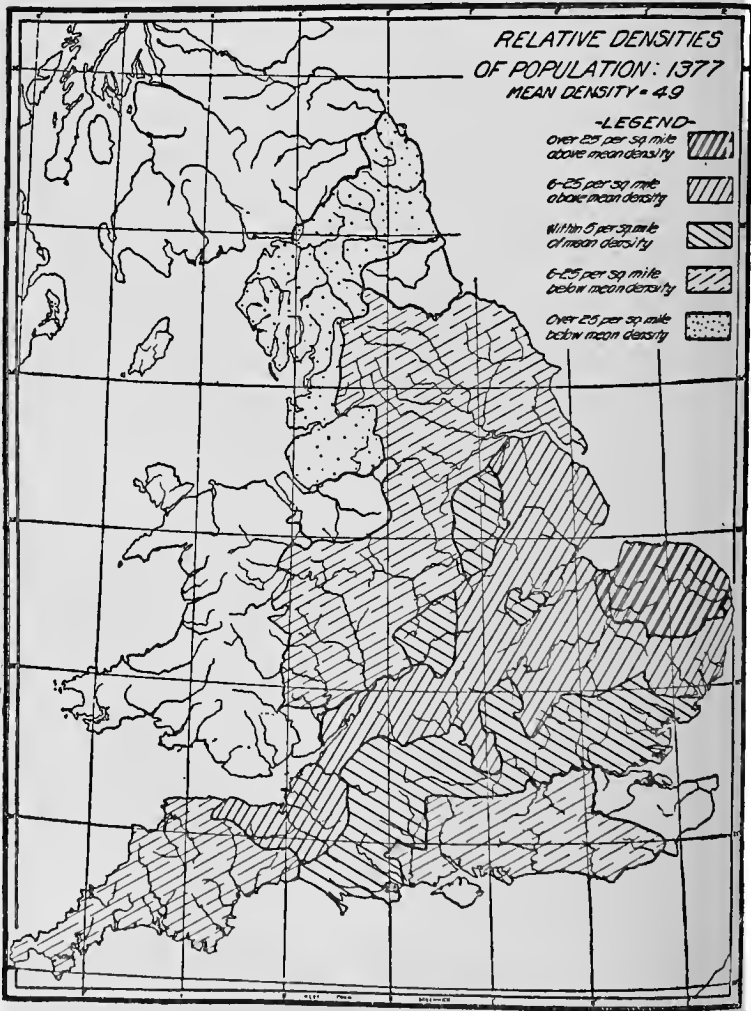 RELATIVE DENSITIES
OF POPULATION: 1377
MEAN DENSITY = 49
-LEGEND-
Over 25 per sq mile
above mean density
6-25 per sq mile
above mean density
Within 5 per sq mile
of mean density
6-25 per sq mile
below mean density
Over 25 per sq mile
below mean density